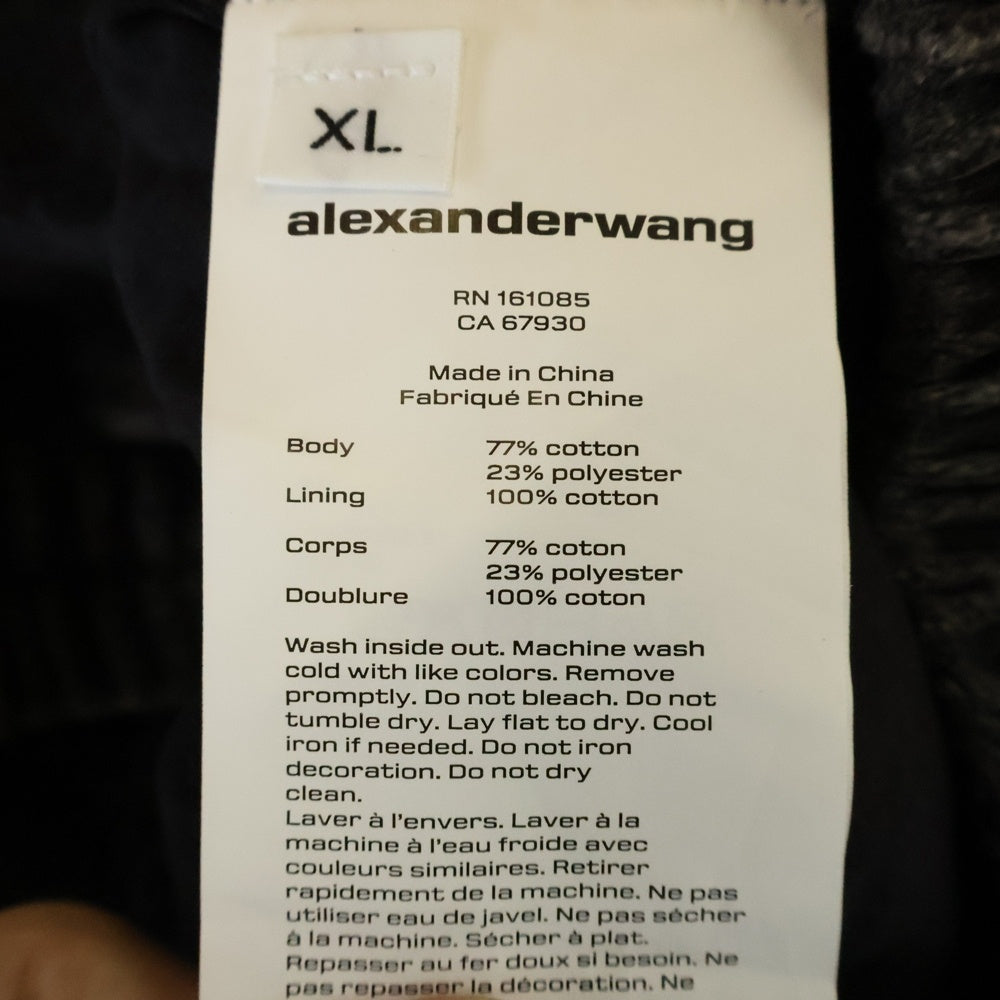 XL
alexanderwang
RN 161085
CA 67930
Made in China
Fabriqué En Chine
Body 77% cotton
23% polyester
Lining 100% cotton
Corps 77% coton
23% polyester
Doublure 100% coton
Wash inside out. Machine wash
cold with like colors. Remove
promptly. Do not bleach. Do not
tumble dry. Lay flat to dry. Cool
iron if needed. Do not iron
decoration. Do not dry
clean.
Laver à l'envers. Laver à la
machine à l'eau froide avec
couleurs similaires. Retirer
rapidement de la machine. Ne pas
utiliser eau de javel. Ne pas sécher
à la machine. Sécher à plat.
Repasser au fer doux si besoin. Ne
pas repasser la décoration. Ne